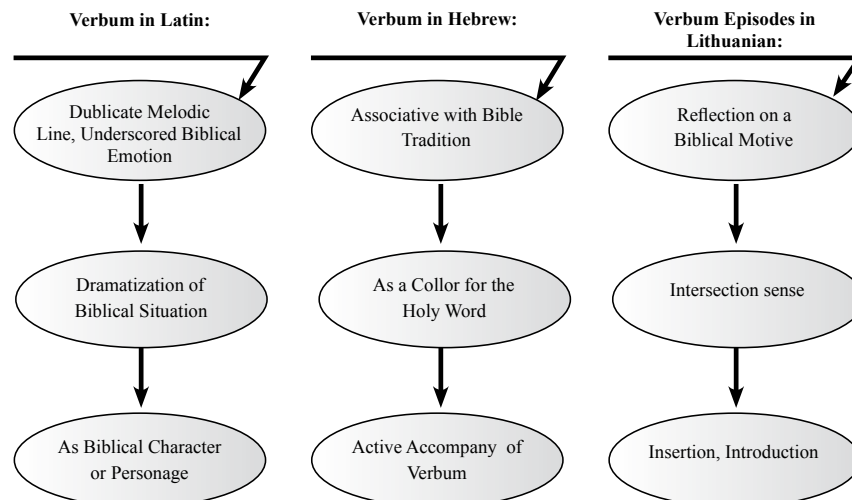 Verbum in Latin:
Dublicate Melodic
Line, Underscored Biblical
Emotion
Dramatization of
Biblical Situation
As Biblical Character
or Personage
Verbum in Hebrew:
Associative with Bible
Tradition
As a Collor for the
Holy Word
Active Accompany of
Verbum
Verbum Episodes in
Lithuanian:
Reflection on a
Biblical Motive
Intersection sense
Insertion, Introduction